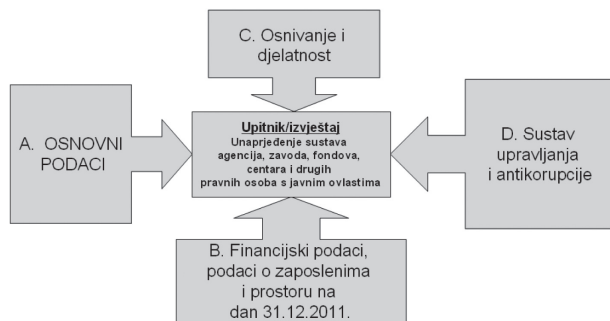 C. Osnivanje i
djelatnost
A. OSNOVNI
PODACI
Upitnik/izvještaj
Unaprjeđenje sustava
agencija, zavoda, fondova,
centara i drugih
pravnih osoba s javnim ovlastima
D. Sustav
upravljanja
i antikorupcije
B. Financijski podaci,
podaci o zaposlenima
i prostoru na
dan 31.12.2011.